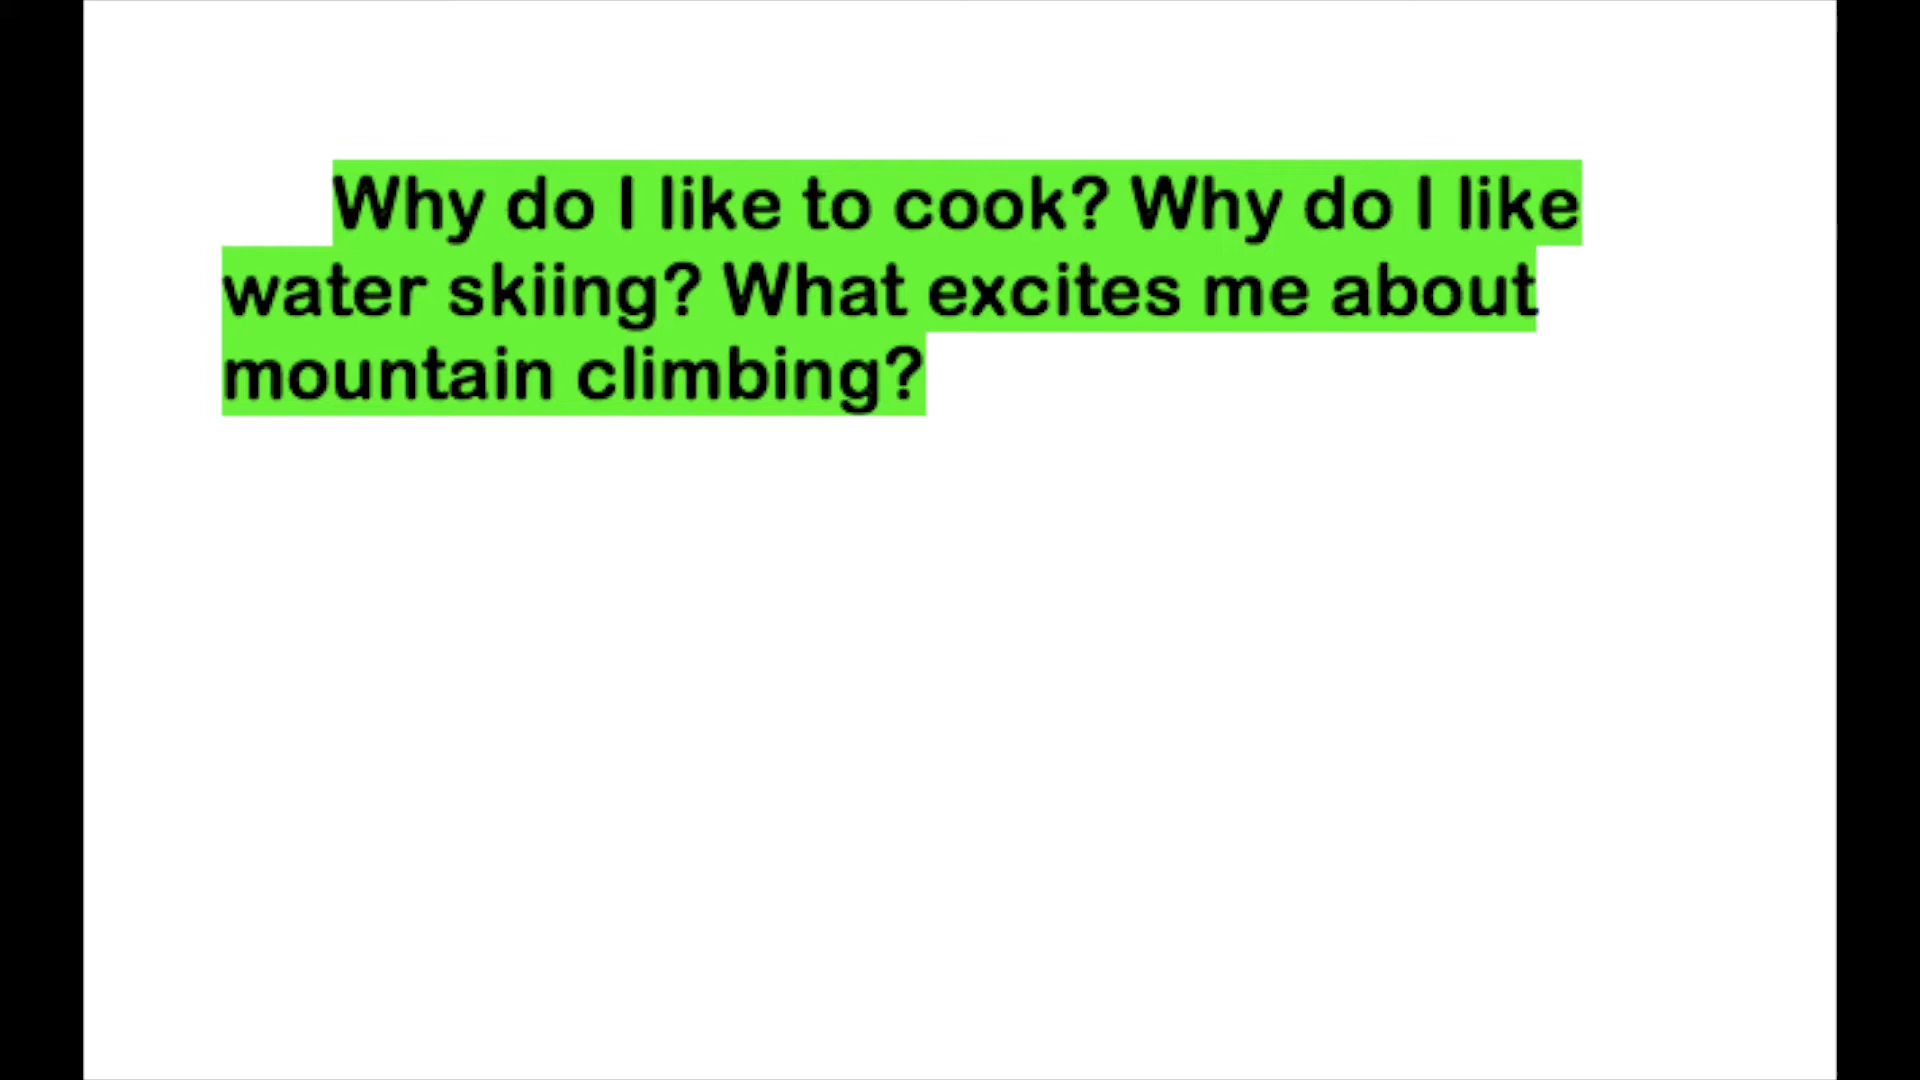 Why do I like to cook? Why do I like
water skiing? What excites me about
mountain climbing?